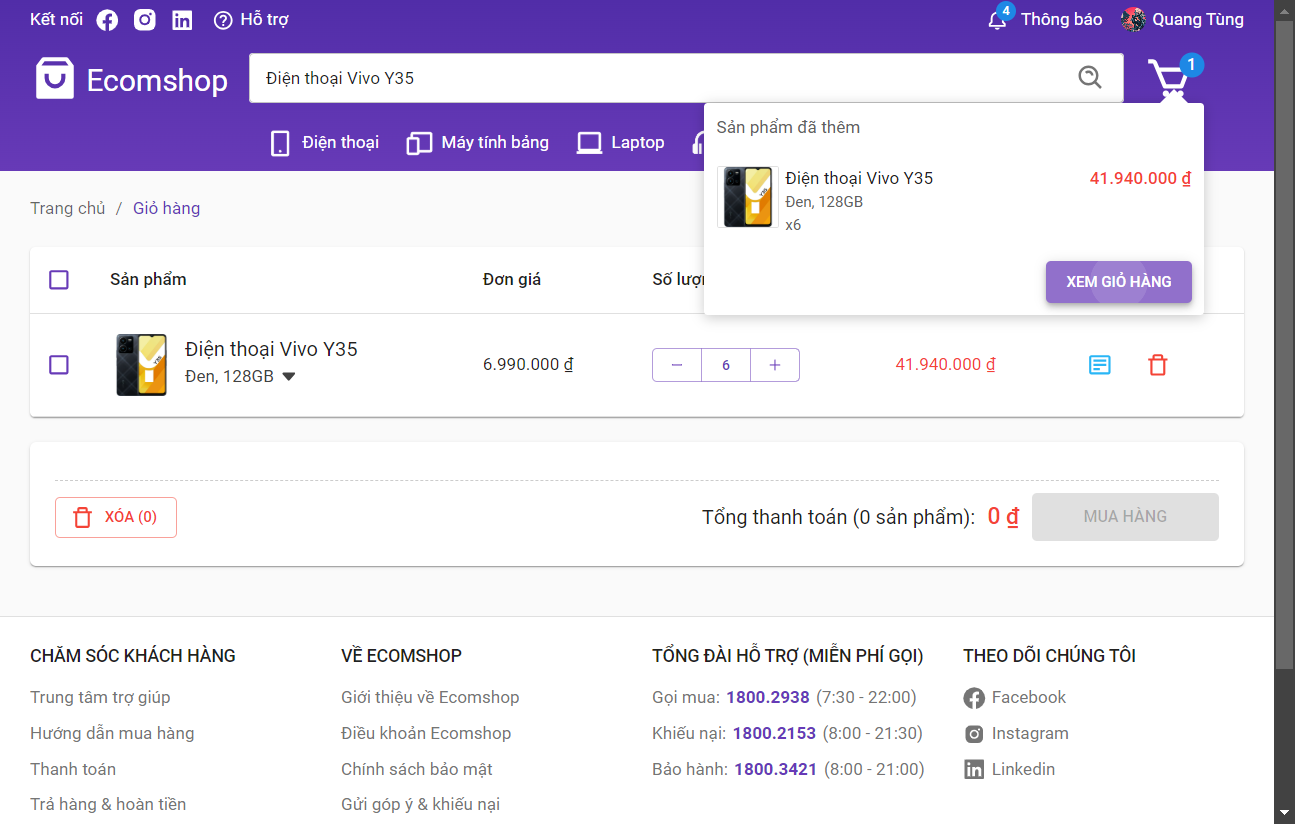 Kết nối Hỗ trợ 4 Thông báo Quang Tùng
Ecomshop Điện thoại Vivo Y35 1
Điện thoại Máy tính bảng Laptop
Sản phẩm đã thêm
Điện thoại Vivo Y35 41.940.000 ₫
Đen, 128GB
x6
XEM GIỎ HÀNG
Trang chủ / Giỏ hàng
Sản phẩm Đơn giá Số lượn
Điện thoại Vivo Y35
Đen, 128GB 6.990.000 ₫ − 6 + 41.940.000 ₫
XÓA (0) Tổng thanh toán (0 sản phẩm): 0 ₫ MUA HÀNG
CHĂM SÓC KHÁCH HÀNG
Trung tâm trợ giúp
Hướng dẫn mua hàng
Thanh toán
Trả hàng & hoàn tiền
VỀ ECOMSHOP
Giới thiệu về Ecomshop
Điều khoản Ecomshop
Chính sách bảo mật
Gửi góp ý & khiếu nại
TỔNG ĐÀI HỖ TRỢ (MIỄN PHÍ GỌI)
Gọi mua: 1800.2938 (7:30 - 22:00)
Khiếu nại: 1800.2153 (8:00 - 21:30)
Bảo hành: 1800.3421 (8:00 - 21:00)
THEO DÕI CHÚNG TÔI
Facebook
Instagram
Linkedin